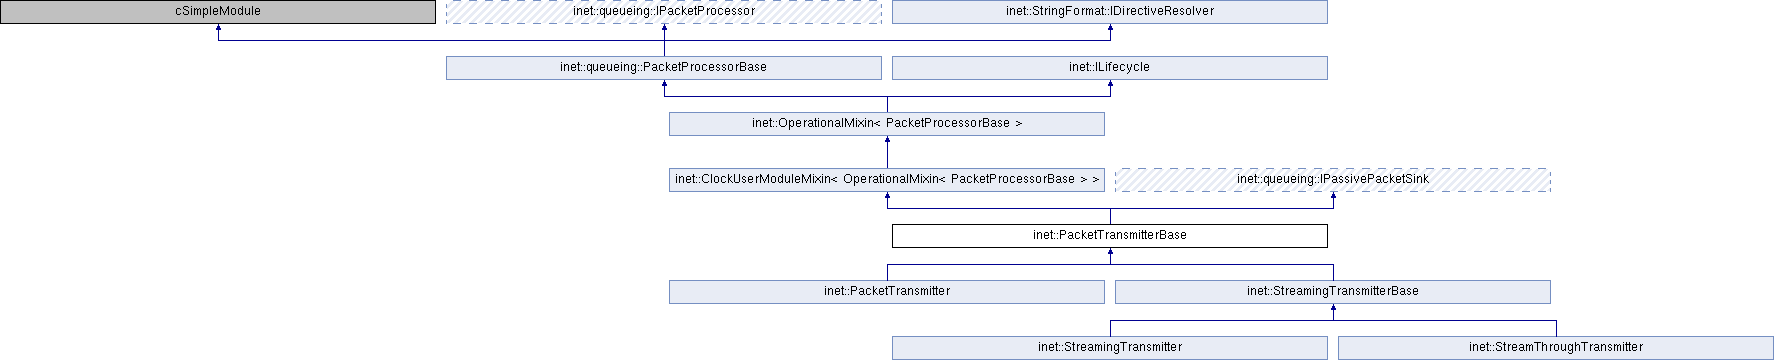 cSimpleModule
inet::queueing::IPacketProcessor
inet::StringFormat::IDirectiveResolver
inet::queueing::PacketProcessorBase
inet::ILifecycle
inet::OperationalMixin< PacketProcessorBase >
inet::ClockUserModuleMixin< OperationalMixin< PacketProcessorBase > >
inet::queueing::IPassivePacketSink
inet::PacketTransmitterBase
inet::PacketTransmitter
inet::StreamingTransmitterBase
inet::StreamingTransmitter
inet::StreamThroughTransmitter